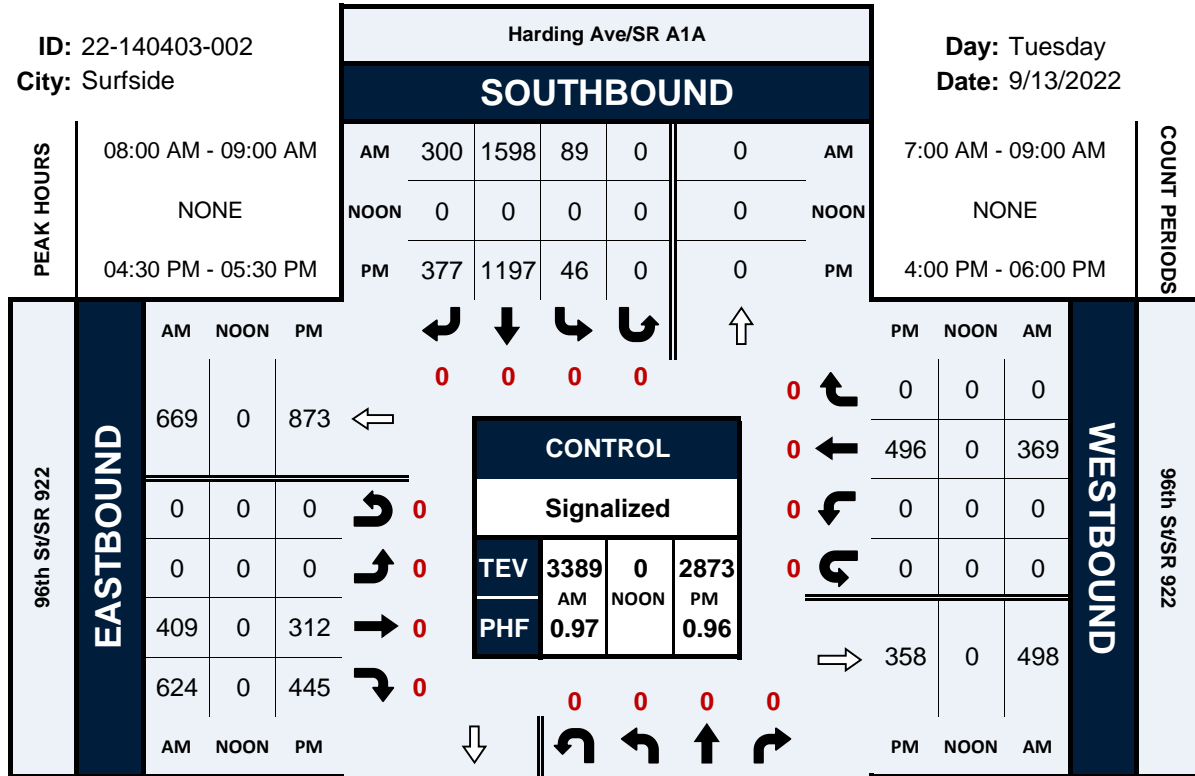 Harding Ave/SR A1A
ID: 22-140403-002
City: Surfside
Day: Tuesday
Date: 9/13/2022
SOUTHBOUND
PEAK HOURS
08:00 AM - 09:00 AM
NONE
04:30 PM - 05:30 PM
AM 300 1598 89 0 0 AM
NOON 0 0 0 0 0 NOON
PM 377 1197 46 0 0 PM
7:00 AM - 09:00 AM
NONE
4:00 PM - 06:00 PM
COUNT PERIODS
0 0 0 0
96th St/SR 922
EASTBOUND
AM NOON PM
669 0 873
0 0 0 0
0 0 0 0
409 0 312 0
624 0 445 0
AM NOON PM
CONTROL
Signalized
TEV 3389 0 2873
AM NOON PM
PHF 0.97 0.96
PM NOON AM
0 0 0 0
0 496 0 369
0 0 0 0
0 0 0 0
358 0 498
PM NOON AM
WESTBOUND
96th St/SR 922
0 0 0 0